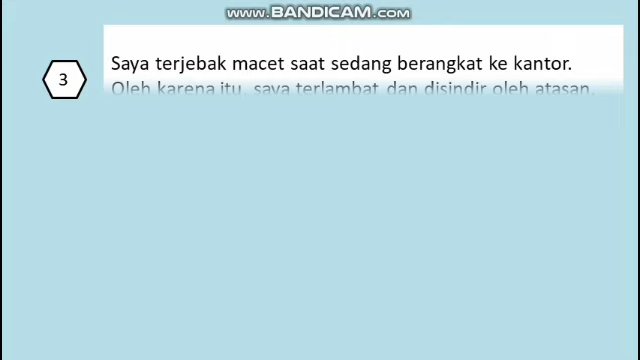 www.BANDICAM.com
3
Saya terjebak macet saat sedang berangkat ke kantor.
Oleh karena itu, saya terlambat dan disindir oleh atasan.